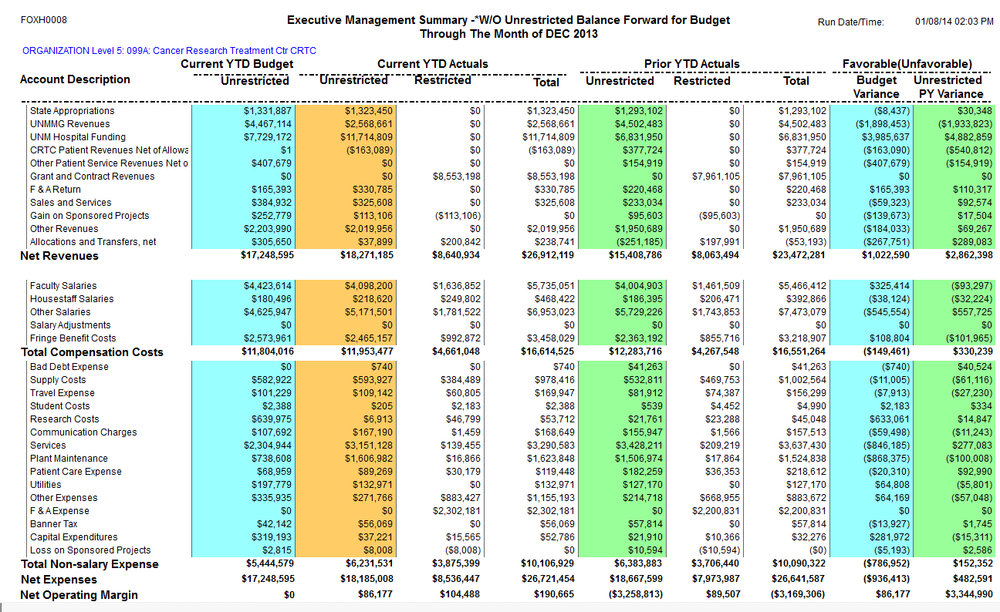 FOXH0008
Executive Management Summary -*W/O Unrestricted Balance Forward for Budget
Run Date/Time: 01/08/14 02:03 PM
Through The Month of DEC 2013
ORGANIZATION Level 5: 099A: Cancer Research Treatment Ctr CRTC
Current YTD Budget Current YTD Actuals Prior YTD Actuals Favorable(Unfavorable)
Account Description Unrestricted Unrestricted Restricted Total Unrestricted Restricted Total Budget Unrestricted
Variance PY Variance
State Appropriations $1,331,887 $1,323,450 $0 $1,323,450 $1,293,102 $0 $1,293,102 ($8,437) $30,348
UNMMG Revenues $4,467,114 $2,568,661 $0 $2,568,661 $4,502,483 $0 $4,502,483 ($1,898,453) ($1,933,823)
UNM Hospital Funding $7,729,172 $11,714,809 $0 $11,714,809 $6,831,950 $0 $6,831,950 $3,985,637 $4,882,859
CRTC Patient Revenues Net of Allowa $1 ($163,089) $0 ($163,089) $377,724 $0 $377,724 ($163,090) ($540,812)
Other Patient Service Revenues Net o $407,679 $0 $0 $0 $154,919 $0 $154,919 ($407,679) ($154,919)
Grant and Contract Revenues $0 $0 $8,553,198 $8,553,198 $0 $7,961,105 $7,961,105 $0 $0
F & A Return $165,393 $330,785 $0 $330,785 $220,468 $0 $220,468 $165,393 $110,317
Sales and Services $384,932 $325,608 $0 $325,608 $233,034 $0 $233,034 ($59,323) $92,574
Gain on Sponsored Projects $252,779 $113,106 ($113,106) $0 $95,603 ($95,603) $0 ($139,673) $17,504
Other Revenues $2,203,990 $2,019,956 $0 $2,019,956 $1,950,689 $0 $1,950,689 ($184,033) $69,267
Allocations and Transfers, net $305,650 $37,899 $200,842 $238,741 ($251,185) $197,991 ($53,193) ($267,751) $289,083
Net Revenues $17,248,595 $18,271,185 $8,640,934 $26,912,119 $15,408,786 $8,063,494 $23,472,281 $1,022,590 $2,862,398
Faculty Salaries $4,423,614 $4,098,200 $1,636,852 $5,735,051 $4,004,903 $1,461,509 $5,466,412 $325,414 ($93,297)
Housestaff Salaries $180,496 $218,620 $249,802 $468,422 $186,395 $206,471 $392,866 ($38,124) ($32,224)
Other Salaries $4,625,947 $5,171,501 $1,781,522 $6,953,023 $5,729,226 $1,743,853 $7,473,079 ($545,554) $557,725
Salary Adjustments $0 $0 $0 $0 $0 $0 $0 $0 $0
Fringe Benefit Costs $2,573,961 $2,465,157 $992,872 $3,458,029 $2,363,192 $855,716 $3,218,907 $108,804 ($101,965)
Total Compensation Costs $11,804,016 $11,953,477 $4,661,048 $16,614,525 $12,283,716 $4,267,548 $16,551,264 ($149,461) $330,239
Bad Debt Expense $0 $740 $0 $740 $41,263 $0 $41,263 ($740) $40,524
Supply Costs $582,922 $593,927 $384,489 $978,416 $532,811 $469,753 $1,002,564 ($11,005) ($61,116)
Travel Expense $101,229 $109,142 $60,805 $169,947 $81,912 $74,387 $156,299 ($7,913) ($27,230)
Student Costs $2,388 $205 $2,183 $2,388 $539 $4,452 $4,990 $2,183 $334
Research Costs $639,975 $6,913 $46,799 $53,712 $21,761 $23,288 $45,048 $633,061 $14,847
Communication Charges $107,692 $167,190 $1,459 $168,649 $155,947 $1,566 $157,513 ($59,498) ($11,243)
Services $2,304,944 $3,151,128 $139,455 $3,290,583 $3,428,211 $209,219 $3,637,430 ($846,185) $277,083
Plant Maintenance $738,608 $1,606,982 $16,866 $1,623,848 $1,506,974 $17,864 $1,524,838 ($868,375) ($100,008)
Patient Care Expense $68,959 $89,269 $30,179 $119,448 $182,259 $36,353 $218,612 ($20,310) $92,990
Utilities $197,779 $132,971 $0 $132,971 $127,170 $0 $127,170 $64,808 ($5,801)
Other Expenses $335,935 $271,766 $883,427 $1,155,193 $214,718 $668,955 $883,672 $64,169 ($57,048)
F & A Expense $0 $0 $2,302,181 $2,302,181 $0 $2,200,831 $2,200,831 $0 $0
Banner Tax $42,142 $56,069 $0 $56,069 $57,814 $0 $57,814 ($13,927) $1,745
Capital Expenditures $319,193 $37,221 $15,565 $52,786 $21,910 $10,366 $32,276 $281,972 ($15,311)
Loss on Sponsored Projects $2,815 $8,008 ($8,008) $0 $10,594 ($10,594) ($0) ($5,193) $2,586
Total Non-salary Expense $5,444,579 $6,231,531 $3,875,399 $10,106,929 $6,383,883 $3,706,440 $10,090,322 ($786,952) $152,352
Net Expenses $17,248,595 $18,185,008 $8,536,447 $26,721,454 $18,667,599 $7,973,987 $26,641,587 ($936,413) $482,591
Net Operating Margin $0 $86,177 $104,488 $190,665 ($3,258,813) $89,507 ($3,169,306) $86,177 $3,344,990